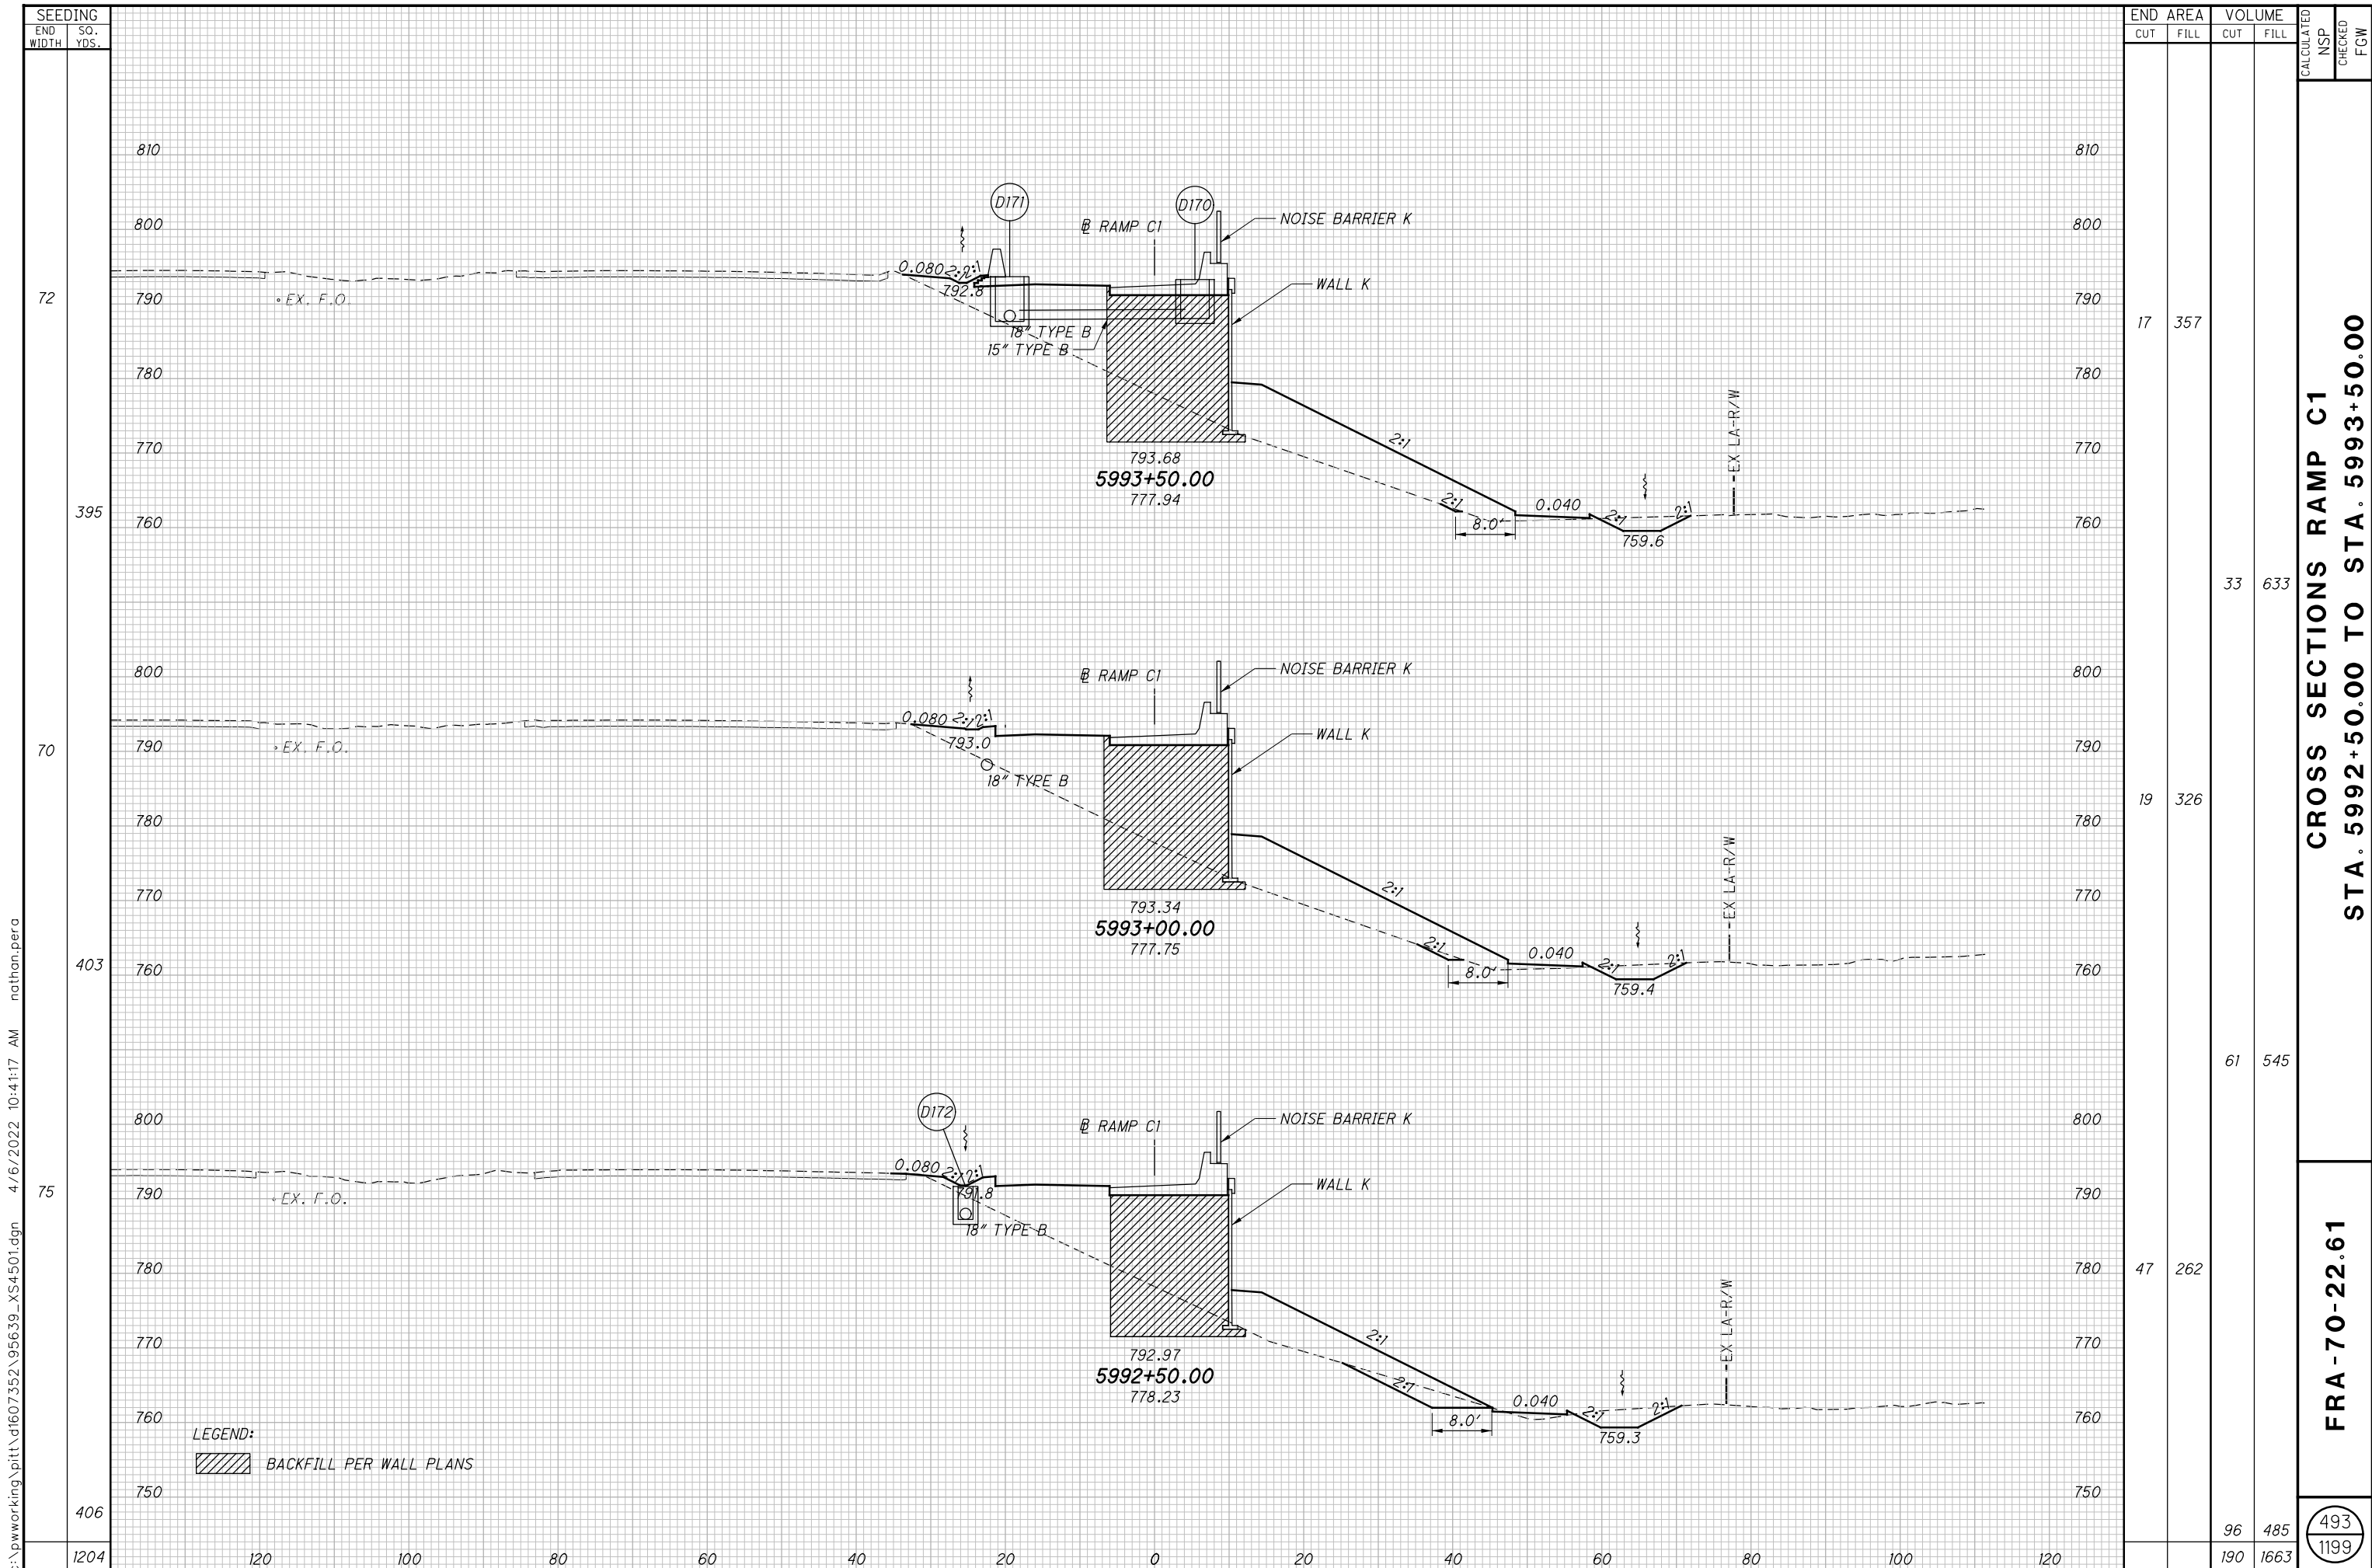 SEEDING
END WIDTH
SQ. YDS.
END AREA
VOLUME
CUT
FILL
CUT
FILL
CALCULATED
NSP
CHECKED
FGW
810
810
800
800
790
790
780
780
770
770
760
760
D171
D170
℄ RAMP C1
NOISE BARRIER K
WALL K
0.080
2:1
2:1
792.8
EX. F.O.
18" TYPE B
15" TYPE B
2:1
793.68
5993+50.00
777.94
2:1
8.0'
0.040
2:1
2:1
759.6
EX LA-R/W
72
395
17
357
33
633
800
800
790
790
780
780
770
770
760
760
℄ RAMP C1
NOISE BARRIER K
WALL K
0.080
2:1
2:1
793.0
EX. F.O.
18" TYPE B
2:1
793.34
5993+00.00
777.75
2:1
8.0'
0.040
2:1
2:1
759.4
EX LA-R/W
70
403
19
326
61
545
800
800
790
790
780
780
770
770
760
760
750
750
D172
℄ RAMP C1
NOISE BARRIER K
WALL K
0.080
2:1
2:1
791.8
EX. F.O.
18" TYPE B
2:1
792.97
5992+50.00
778.23
2:1
8.0'
0.040
2:1
2:1
759.3
EX LA-R/W
75
406
47
262
96
485
LEGEND:
BACKFILL PER WALL PLANS
1204
120 100 80 60 40 20 0 20 40 60 80 100 120
190
1663
CROSS SECTIONS RAMP C1
STA. 5992+50.00 TO STA. 5993+50.00
FRA-70-22.61
493
1199
:\pwworking\pitt\d1607352\95639_XS4501.dgn 4/6/2022 10:41:17 AM nathan.pera